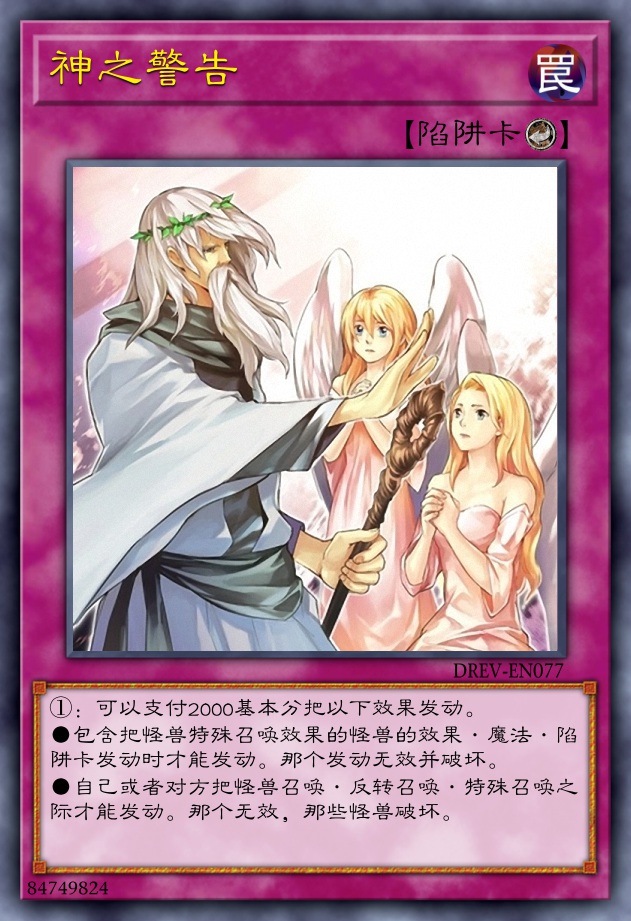 神之警告
罠
【陷阱卡】
DREV-EN077
①：可以支付2000基本分把以下效果发动。
●包含把怪兽特殊召唤效果的怪兽的效果·魔法·陷
阱卡发动时才能发动。那个发动无效并破坏。
●自己或者对方把怪兽召唤·反转召唤·特殊召唤之
际才能发动。那个无效，那些怪兽破坏。
84749824